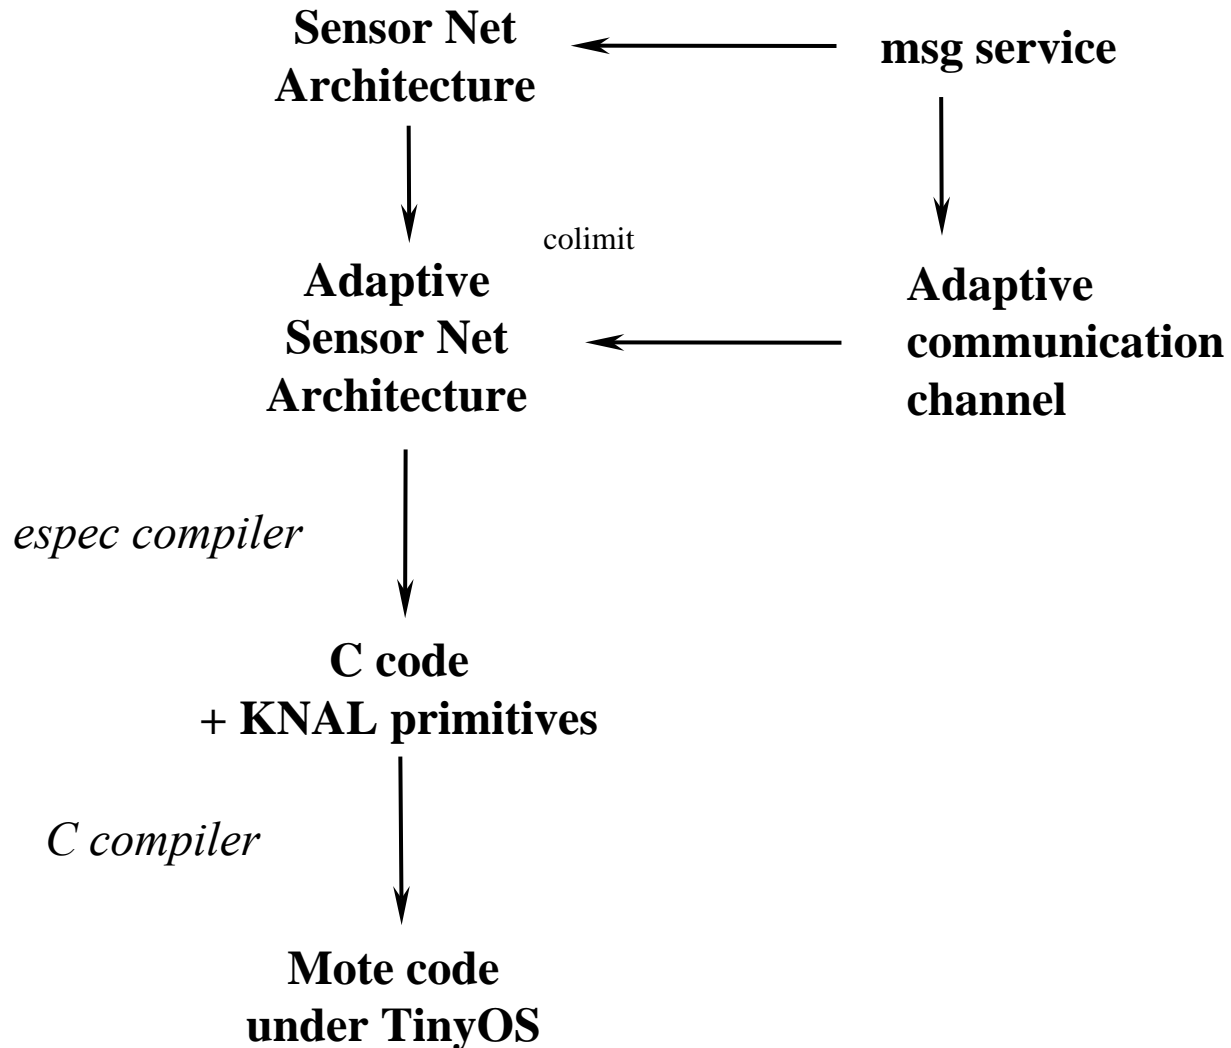 Sensor Net
Architecture
msg service
colimit
Adaptive
Sensor Net
Architecture
Adaptive
communication
channel
espec compiler
C code
+ KNAL primitives
C compiler
Mote code
under TinyOS